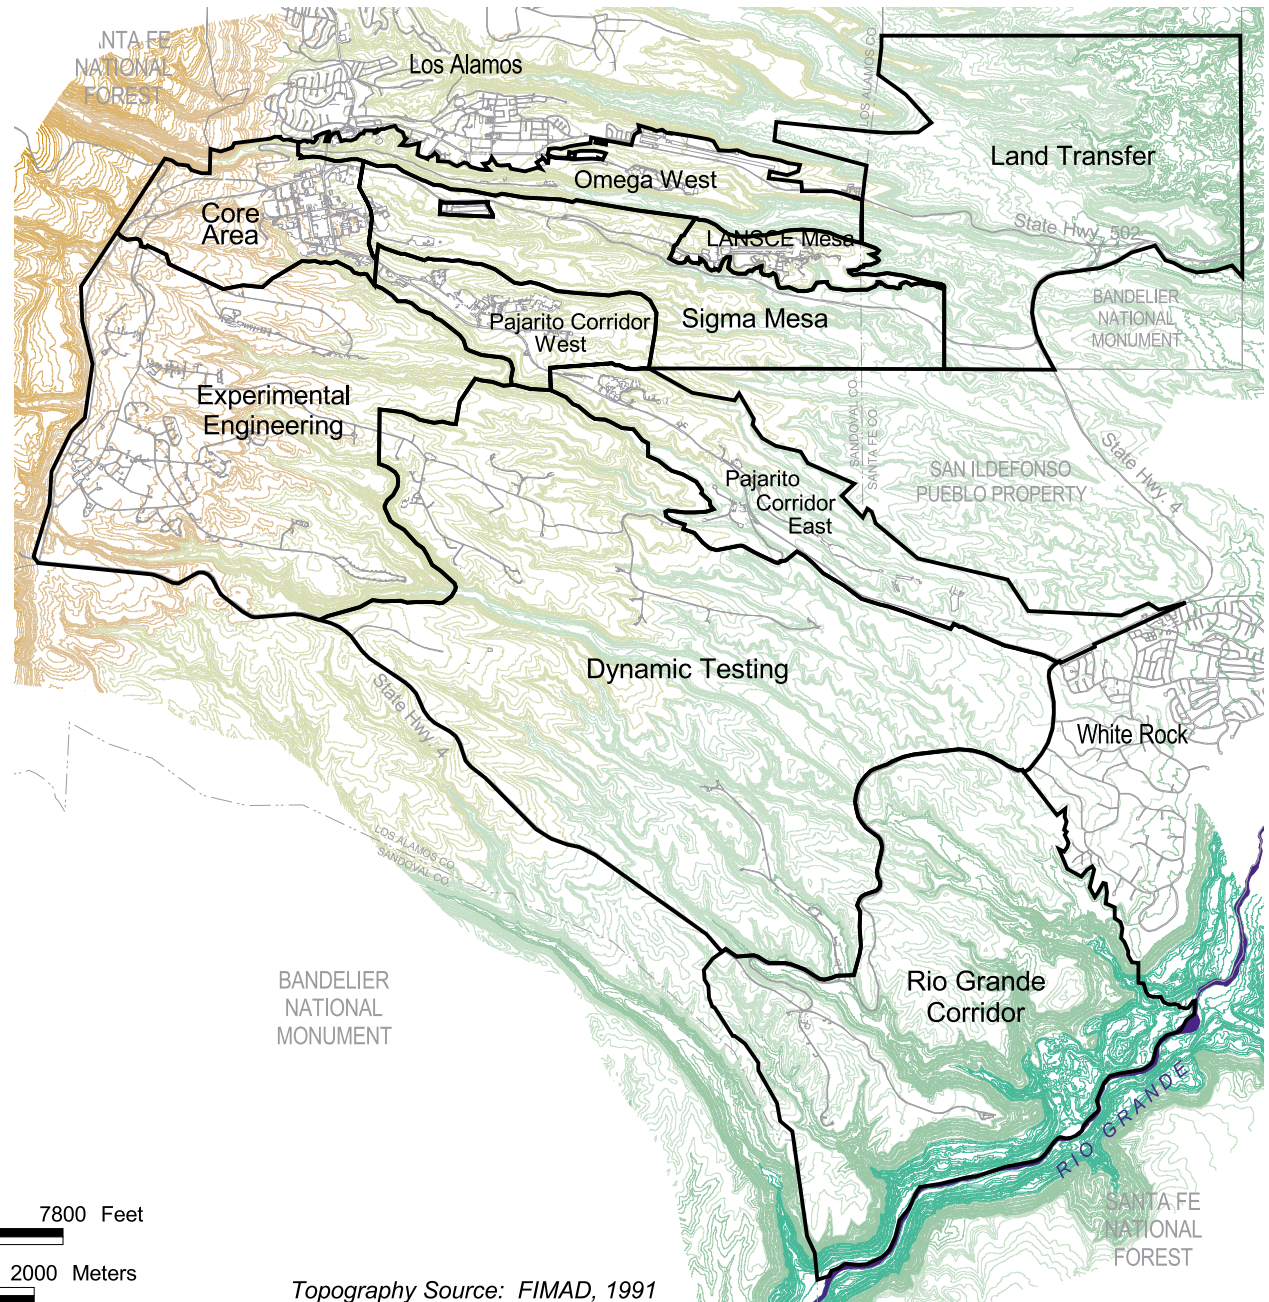 ANTA FE
NATIONAL
FOREST
Los Alamos
LOS ALAMOS CO.
Land Transfer
Omega West
Core
Area
State Hwy. 502
LANSCE Mesa
BANDELIER
NATIONAL
MONUMENT
Pajarito Corridor
West
Sigma Mesa
Experimental
Engineering
SANDOVAL CO.
SANTA FE CO.
State Hwy. 4
SAN ILDEFONSO
PUEBLO PROPERTY
Pajarito
Corridor
East
Dynamic Testing
State Hwy. 4
White Rock
LOS ALAMOS CO.
SANDOVAL CO.
BANDELIER
NATIONAL
MONUMENT
Rio Grande
Corridor
RIO GRANDE
SANTA FE
NATIONAL
FOREST
7800 Feet
2000 Meters
Topography Source: FIMAD, 1991